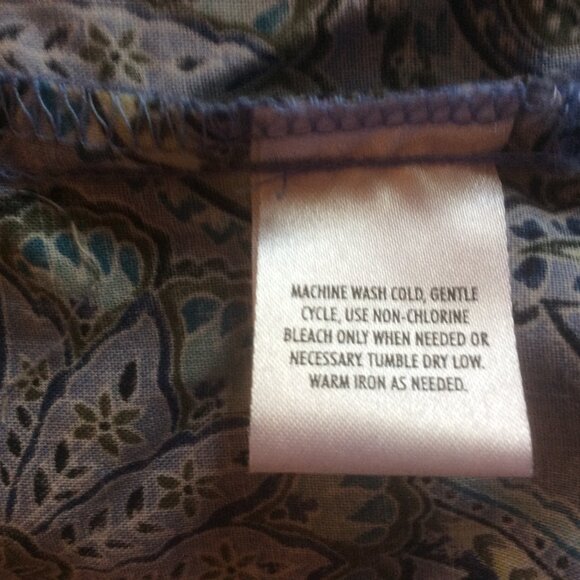 MACHINE WASH COLD, GENTLE
CYCLE, USE NON-CHLORINE
BLEACH ONLY WHEN NEEDED OR
NECESSARY. TUMBLE DRY LOW.
WARM IRON AS NEEDED.